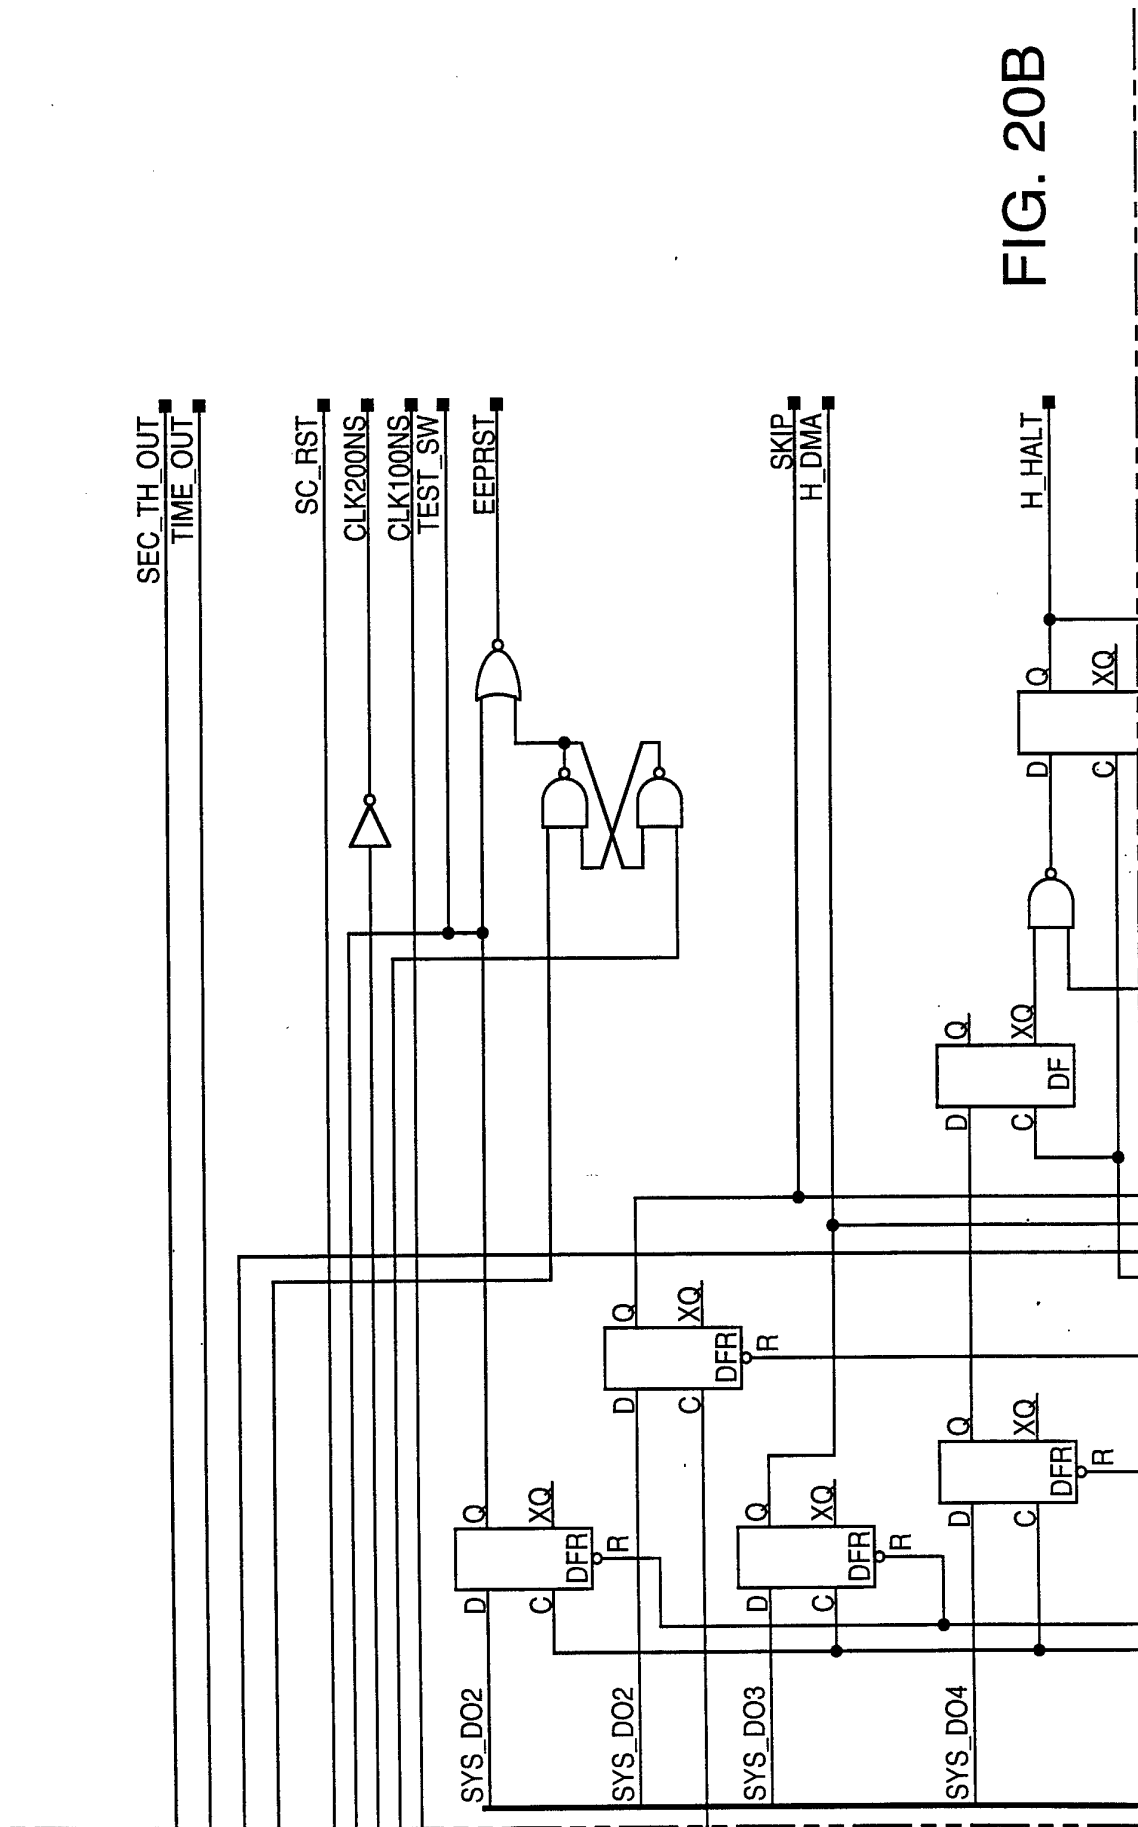 SEC_TH_OUT
TIME_OUT
SC_RST
CLK200NS
CLK100NS
TEST_SW
EEPRST
SKIP
H_DMA
H_HALT
SYS_DO2
D
C
Q
XQ
DFR
R
SYS_DO2
D
C
Q
XQ
DFR
R
SYS_DO3
D
C
Q
XQ
DFR
R
SYS_DO4
D
C
Q
XQ
DFR
R
D
C
Q
XQ
DF
D
C
Q
XQ
FIG. 20B